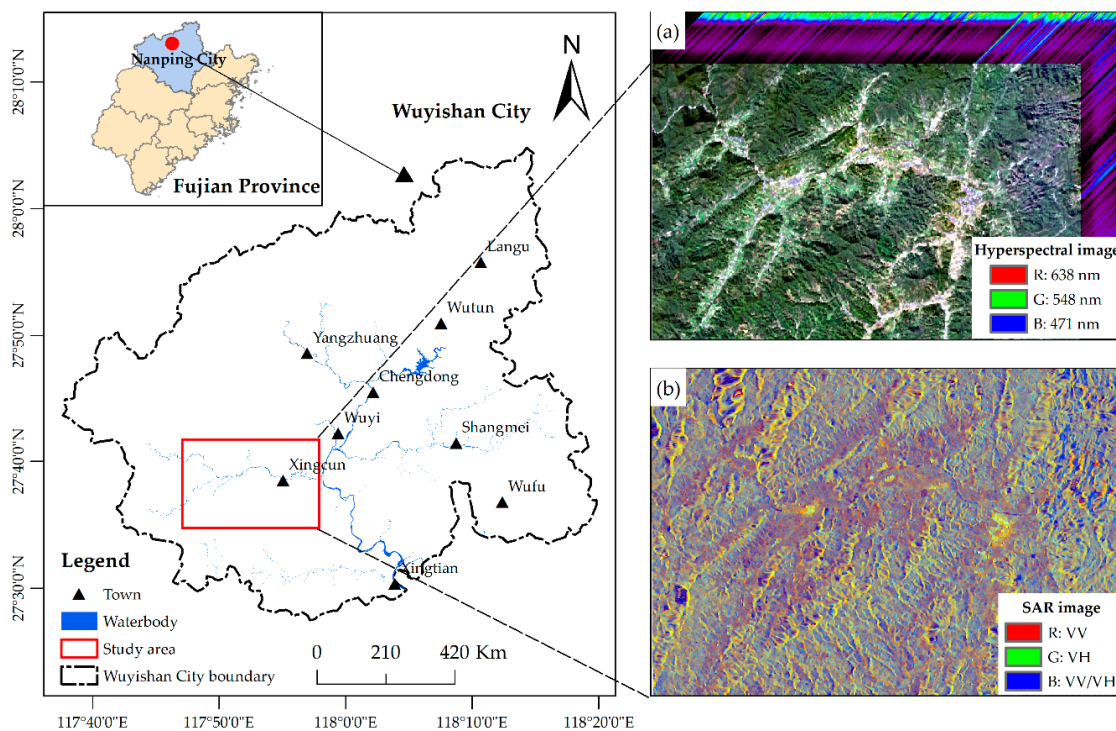 Nanping City
Fujian Province
N
Wuyishan City
28°10'0"N
28°0'0"N
27°50'0"N
27°40'0"N
27°30'0"N
Langu
Wutun
Yangzhuang
Chengdong
Wuyi
Shangmei
Xingcun
Wufu
Xingtian
Legend
Town
Waterbody
Study area
Wuyishan City boundary
0 210 420 Km
117°40'0"E 117°50'0"E 118°0'0"E 118°10'0"E 118°20'0"E
(a)
Hyperspectral image
R: 638 nm
G: 548 nm
B: 471 nm
(b)
SAR image
R: VV
G: VH
B: VV/VH